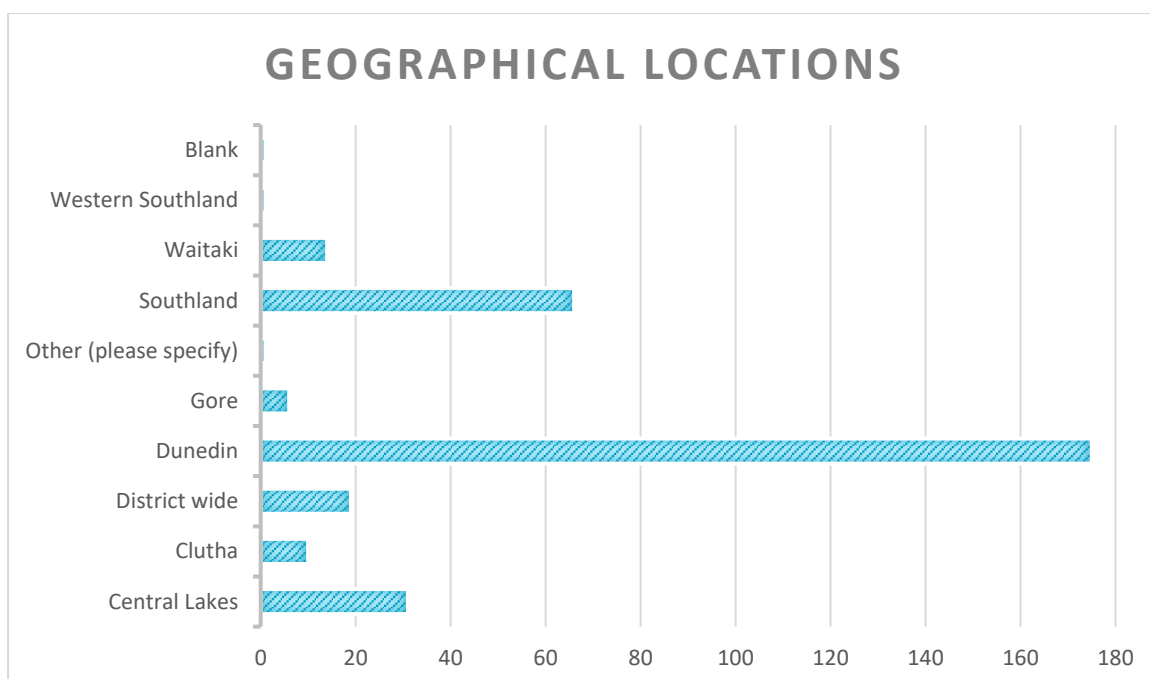 GEOGRAPHICAL LOCATIONS
Blank
Western Southland
Waitaki
Southland
Other (please specify)
Gore
Dunedin
District wide
Clutha
Central Lakes
0 20 40 60 80 100 120 140 160 180